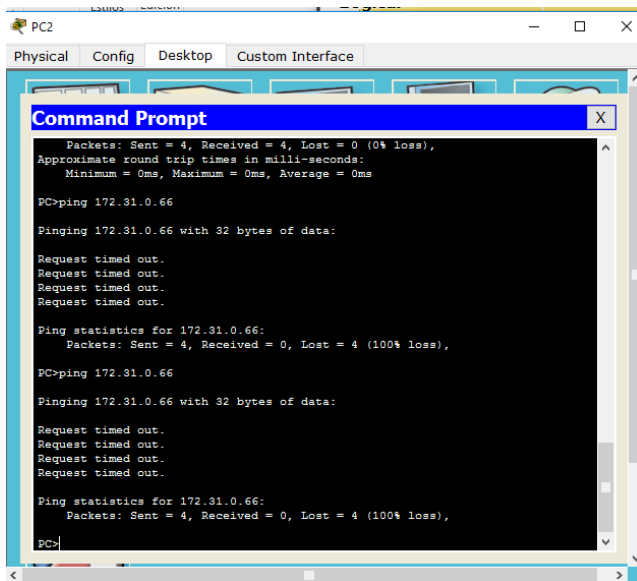 Estilos Edición
PC2
Physical Config Desktop Custom Interface
Command Prompt X
Packets: Sent = 4, Received = 4, Lost = 0 (0% loss),
Approximate round trip times in milli-seconds:
Minimum = 0ms, Maximum = 0ms, Average = 0ms
PC>ping 172.31.0.66
Pinging 172.31.0.66 with 32 bytes of data:
Request timed out.
Request timed out.
Request timed out.
Request timed out.
Ping statistics for 172.31.0.66:
Packets: Sent = 4, Received = 0, Lost = 4 (100% loss),
PC>ping 172.31.0.66
Pinging 172.31.0.66 with 32 bytes of data:
Request timed out.
Request timed out.
Request timed out.
Request timed out.
Ping statistics for 172.31.0.66:
Packets: Sent = 4, Received = 0, Lost = 4 (100% loss),
PC>